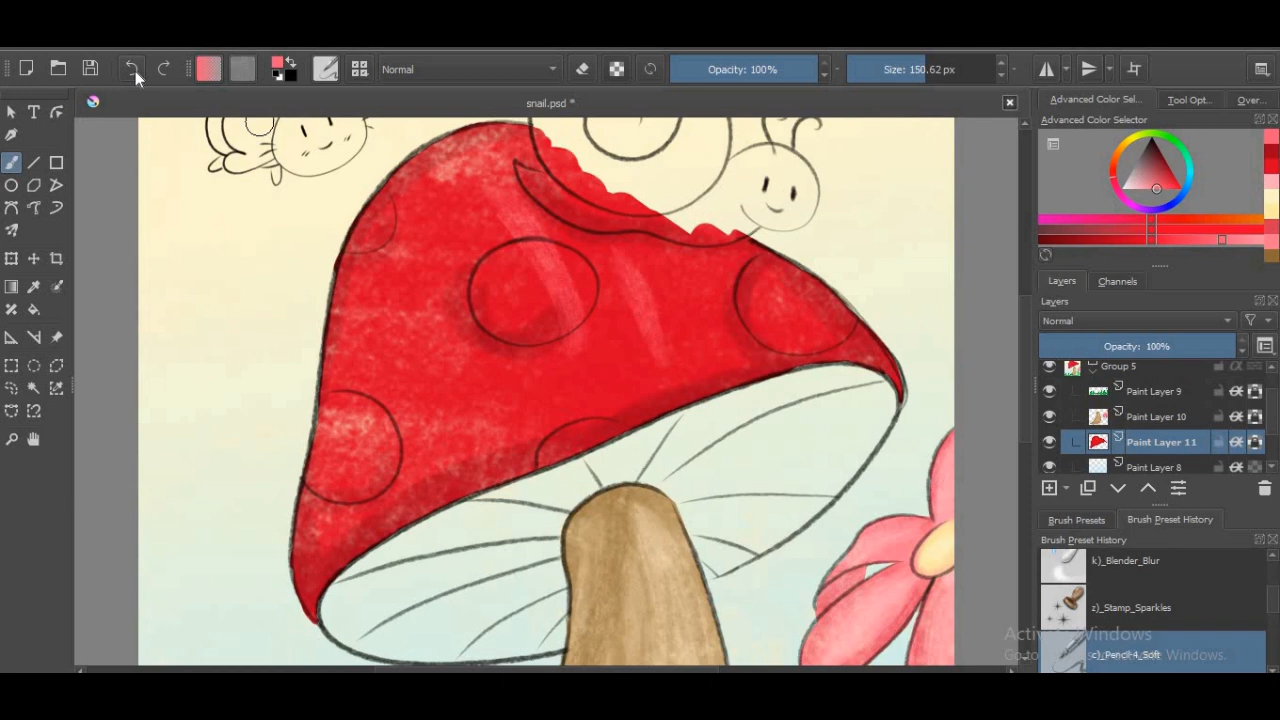 Normal
Opacity: 100%
Size: 150.62 px
snail.psd *
Advanced Color Sel...
Tool Opt...
Over...
Advanced Color Selector
Layers
Channels
Layers
Normal
Opacity: 100%
Group 5
Paint Layer 9
Paint Layer 10
Paint Layer 11
Paint Layer 8
Brush Presets
Brush Preset History
Brush Preset History
k)_Blender_Blur
z)_Stamp_Sparkles
Activate Windows
c)_Pencil-4_Soft